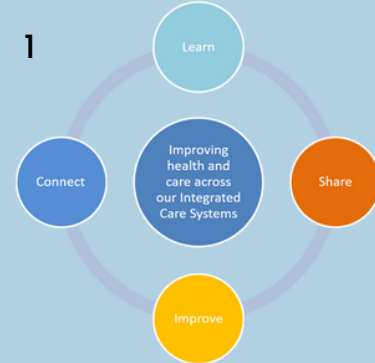 1
Learn
Improving
health and
care across
our Integrated
Care Systems
Connect
Share
Improve